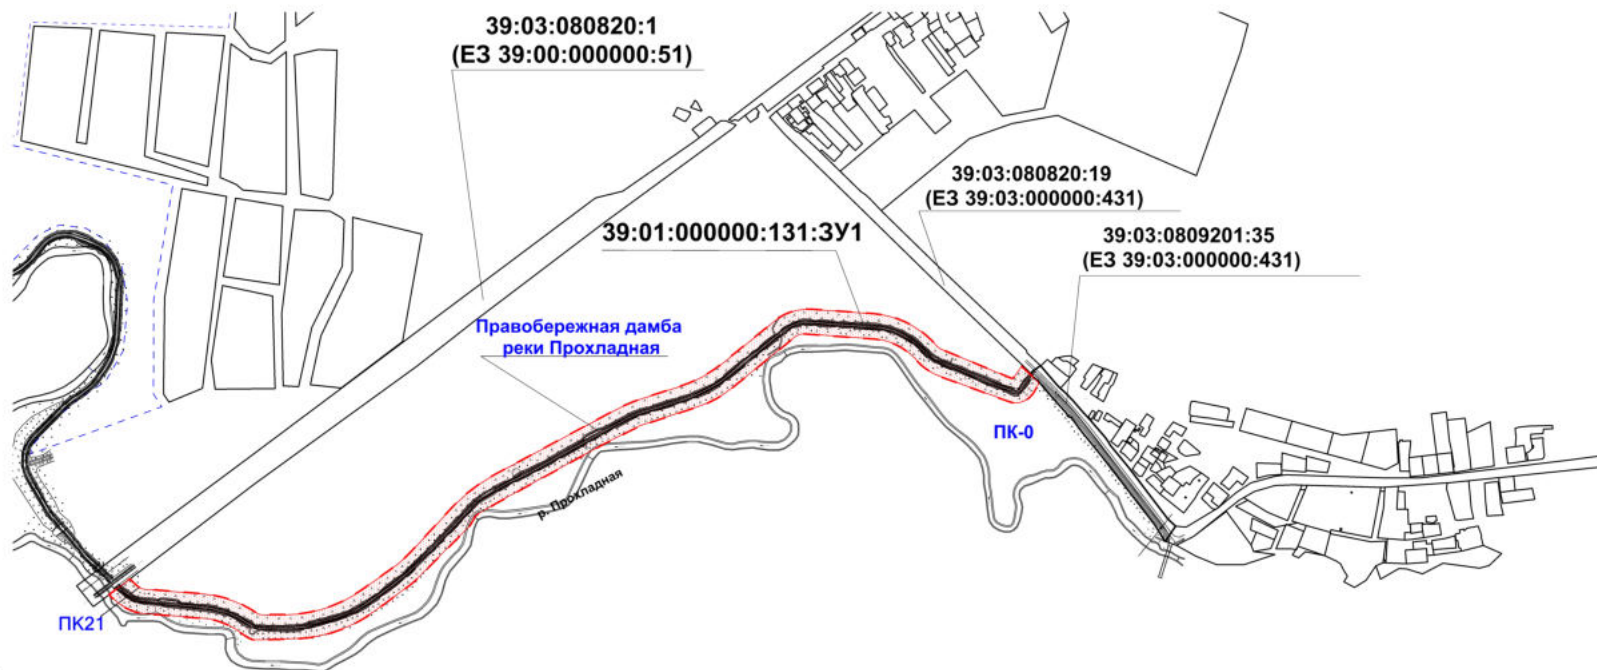 39:03:080820:1
(ЕЗ 39:00:000000:51)
39:03:080820:19
(ЕЗ 39:03:000000:431)
39:01:000000:131:ЗУ1
39:03:0809201:35
(ЕЗ 39:03:000000:431)
Правобережная дамба
реки Прохладная
ПК-0
р. Прохладная
ПК21